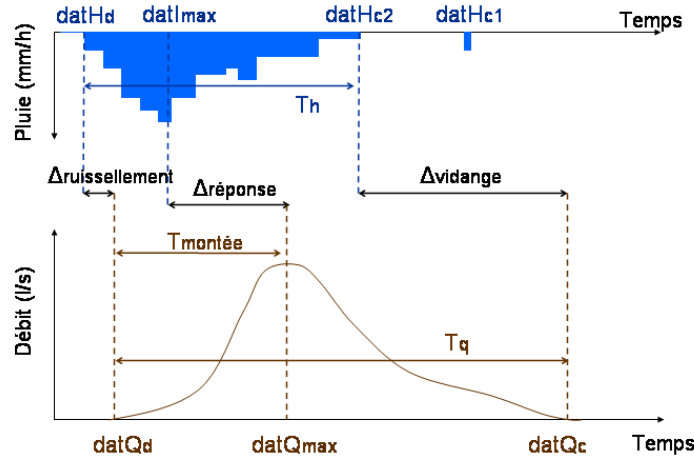 datHd datImax datHc2 datHc1
Temps
Pluie (mm/h)
Th
Δruissellement
Δréponse
Δvidange
Tmontée
Débit (l/s)
Tq
datQd datQmax datQc Temps